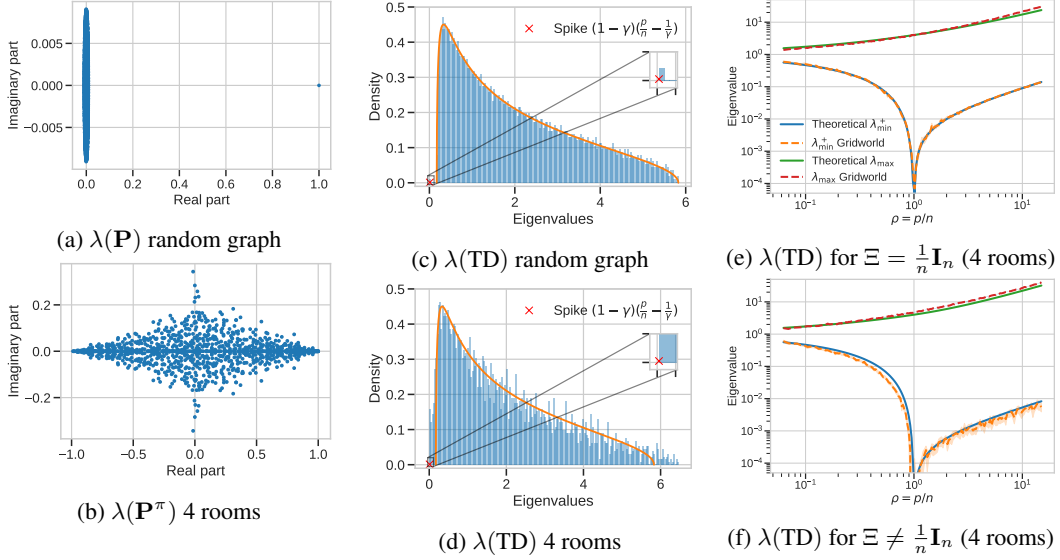 0.005
0.000
−0.005
Imaginary part
0.0 0.2 0.4 0.6 0.8 1.0
Real part
(a) λ(P) random graph
0.2
0.0
−0.2
Imaginary part
−1.0 −0.5 0.0 0.5 1.0
Real part
(b) λ(P^π) 4 rooms
0.5
0.4
0.3
0.2
0.1
0.0
Density
Spike (1 − γ)(p/n − 1/γ)
0 2 4 6
Eigenvalues
(c) λ(TD) random graph
0.5
0.4
0.3
0.2
0.1
0.0
Density
Spike (1 − γ)(p/n − 1/γ)
0 2 4 6
Eigenvalues
(d) λ(TD) 4 rooms
10^1
10^0
10^−1
10^−2
10^−3
10^−4
Eigenvalue
Theoretical λ^+_min
λ^+_min Gridworld
Theoretical λ_max
λ_max Gridworld
10^−1 10^0 10^1
ρ = p/n
(e) λ(TD) for Ξ = 1/n I_n (4 rooms)
10^1
10^0
10^−1
10^−2
10^−3
10^−4
Eigenvalue
10^−1 10^0 10^1
ρ = p/n
(f) λ(TD) for Ξ ≠ 1/n I_n (4 rooms)